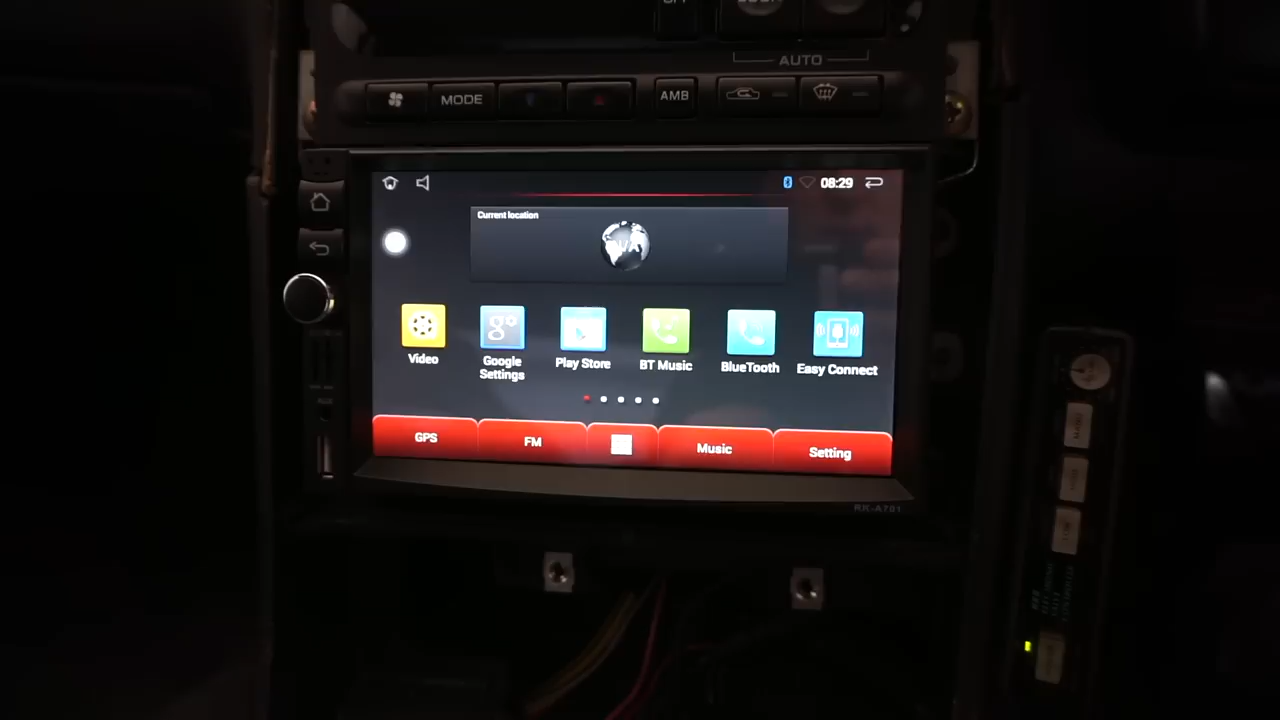 AUTO
MODE
AMB
08:29
Current location
N/A
Video
Google
Settings
Play Store
BT Music
BlueTooth
Easy Connect
GPS
FM
Music
Setting
RK-A701